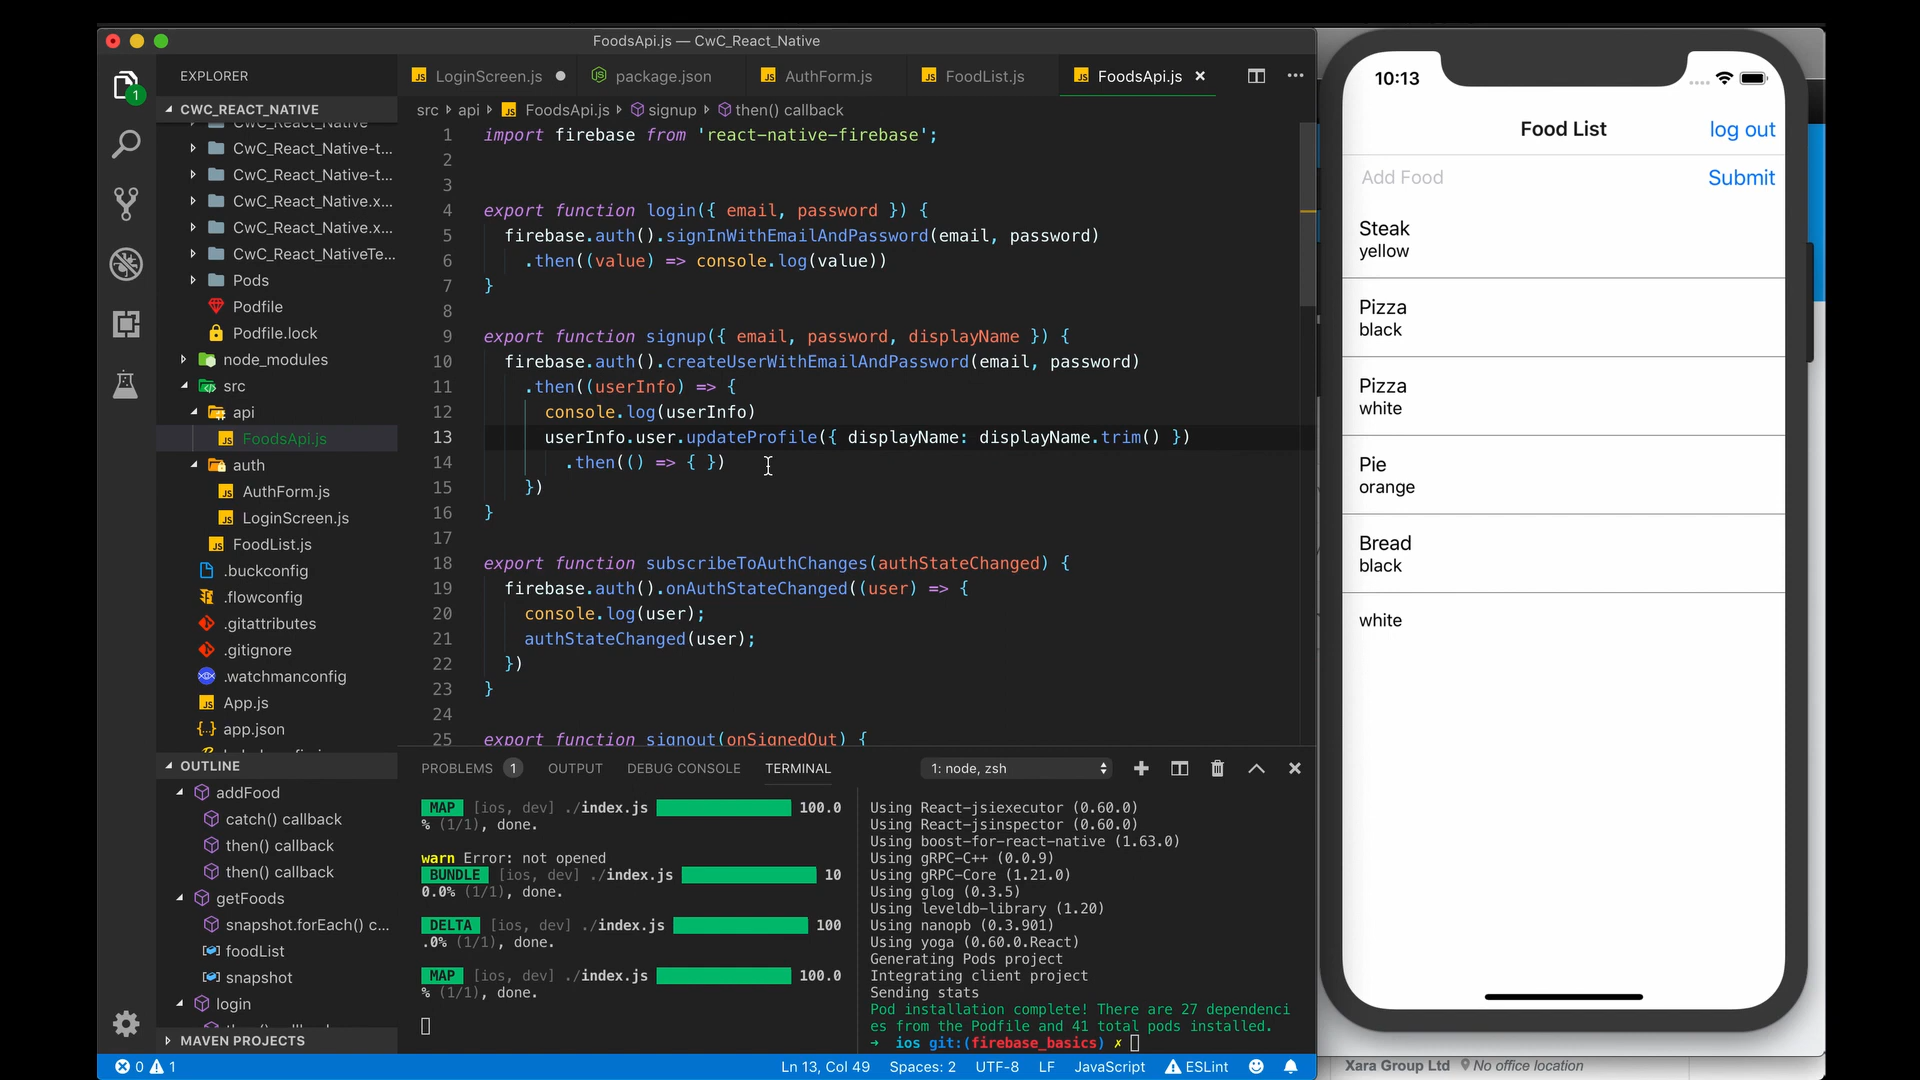 FoodsApi.js — CwC_React_Native
EXPLORER
LoginScreen.js
package.json
AuthForm.js
FoodList.js
FoodsApi.js
1
CWC_REACT_NATIVE
CwC_React_Native
CwC_React_Native-t...
CwC_React_Native-t...
CwC_React_Native.x...
CwC_React_Native.x...
CwC_React_NativeTe...
Pods
Podfile
Podfile.lock
node_modules
src
api
FoodsApi.js
auth
AuthForm.js
LoginScreen.js
FoodList.js
.buckconfig
.flowconfig
.gitattributes
.gitignore
.watchmanconfig
App.js
app.json
OUTLINE
addFood
catch() callback
then() callback
then() callback
getFoods
snapshot.forEach() c...
foodList
snapshot
login
MAVEN PROJECTS
src api FoodsApi.js signup then() callback
1 import firebase from 'react-native-firebase';
2
3
4 export function login({ email, password }) {
5 firebase.auth().signInWithEmailAndPassword(email, password)
6 .then((value) => console.log(value))
7 }
8
9 export function signup({ email, password, displayName }) {
10 firebase.auth().createUserWithEmailAndPassword(email, password)
11 .then((userInfo) => {
12 console.log(userInfo)
13 userInfo.user.updateProfile({ displayName: displayName.trim() })
14 .then(() => { })
15 })
16 }
17
18 export function subscribeToAuthChanges(authStateChanged) {
19 firebase.auth().onAuthStateChanged((user) => {
20 console.log(user);
21 authStateChanged(user);
22 })
23 }
24
25 export function signout(onSignedOut) {
PROBLEMS 1 OUTPUT DEBUG CONSOLE TERMINAL 1: node, zsh
MAP [ios, dev] ./index.js 100.0
% (1/1), done.
warn Error: not opened
BUNDLE [ios, dev] ./index.js 10
0.0% (1/1), done.
DELTA [ios, dev] ./index.js 100
.0% (1/1), done.
MAP [ios, dev] ./index.js 100.0
% (1/1), done.
Using React-jsiexecutor (0.60.0)
Using React-jsinspector (0.60.0)
Using boost-for-react-native (1.63.0)
Using gRPC-C++ (0.0.9)
Using gRPC-Core (1.21.0)
Using glog (0.3.5)
Using leveldb-library (1.20)
Using nanopb (0.3.901)
Using yoga (0.60.0.React)
Generating Pods project
Integrating client project
Sending stats
Pod installation complete! There are 27 dependenci
es from the Podfile and 41 total pods installed.
→ ios git:(firebase_basics) ✗
0 1 Ln 13, Col 49 Spaces: 2 UTF-8 LF JavaScript ESLint
10:13
Food List log out
Add Food Submit
Steak
yellow
Pizza
black
Pizza
white
Pie
orange
Bread
black
white
Xara Group Ltd No office location